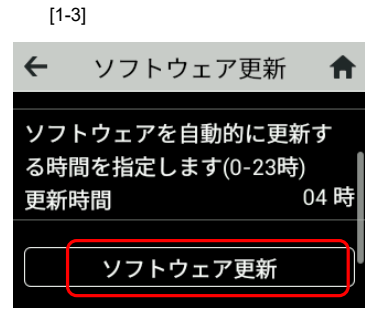 [1-3]
ソフトウェア更新
ソフトウェアを自動的に更新す
る時間を指定します(0-23時)
更新時間 04 時
ソフトウェア更新